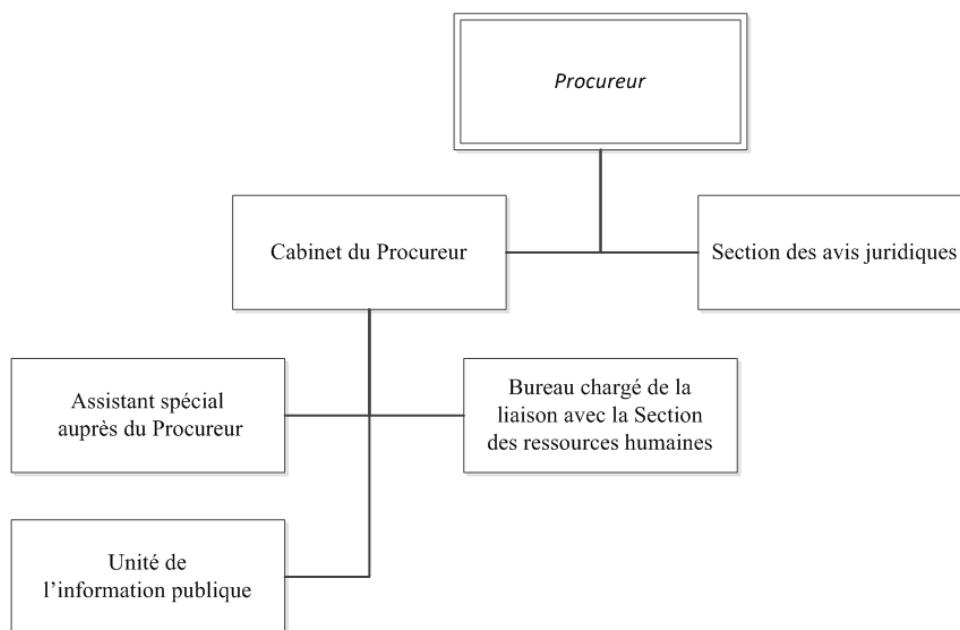 Procureur
Cabinet du Procureur
Section des avis juridiques
Assistant spécial
auprès du Procureur
Bureau chargé de la
liaison avec la Section
des ressources humaines
Unité de
l’information publique